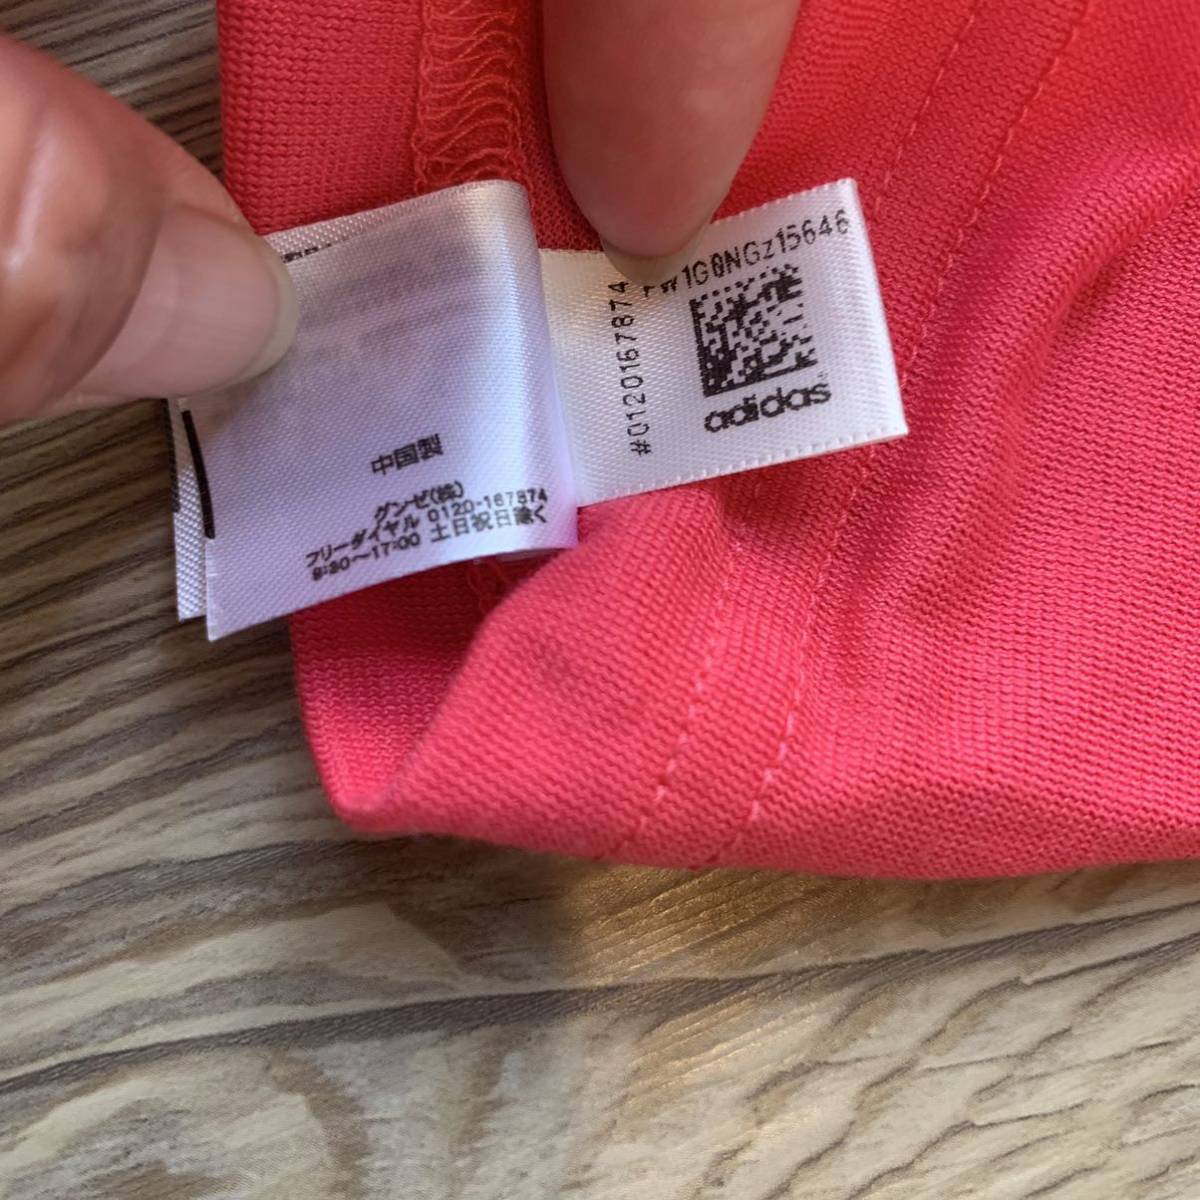 中国製
グンゼ(株)
フリーダイヤル 0120-167874
9:30〜17:00 土日祝日除く
#0120167874
adidas